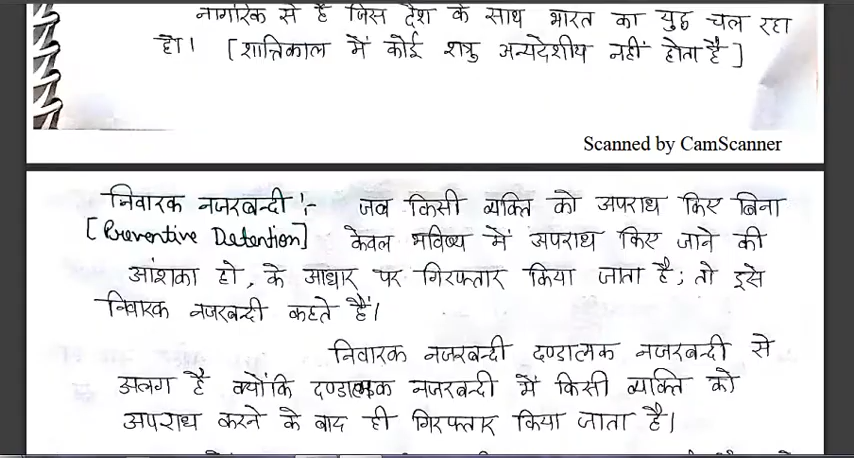 नागरिक से है जिस देश के साथ भारत का युद्ध चल रहा
हो। [शान्तिकाल में कोई शत्रु अन्यदेशीय नहीं होता है]
Scanned by CamScanner
निवारक नजरबन्दी :- जब किसी व्यक्ति को अपराध किए बिना
[Preventive Detention] केवल भविष्य में अपराध किए जाने की
आंशका हो, के आधार पर गिरफ्तार किया जाता है; तो इसे
निवारक नजरबन्दी कहते हैं।
निवारक नजरबन्दी दण्डात्मक नजरबन्दी से
अलग है क्योंकि दण्डात्मक नजरबन्दी में किसी व्यक्ति को
अपराध करने के बाद ही गिरफ्तार किया जाता है।